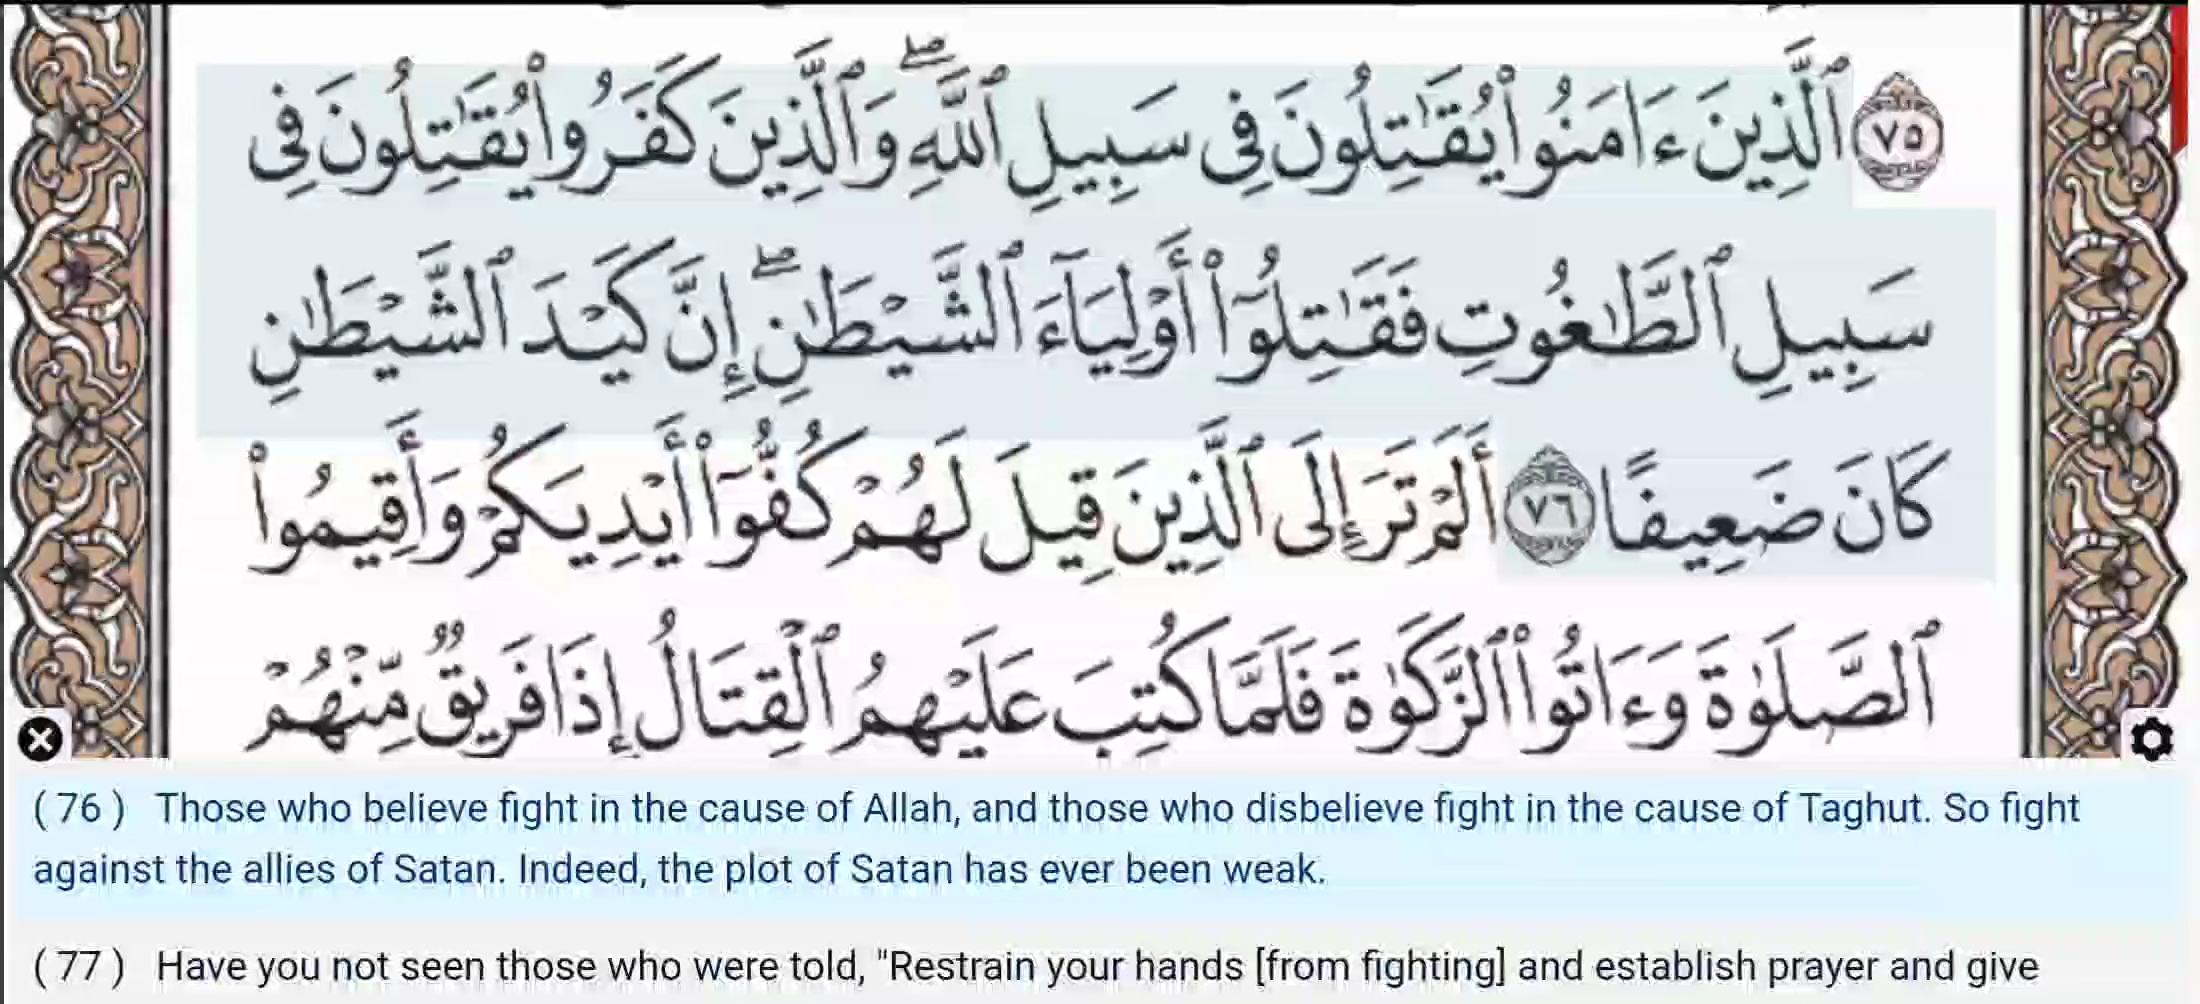 ٧٥ ٱلَّذِينَ ءَامَنُوا۟ يُقَـٰتِلُونَ فِى سَبِيلِ ٱللَّهِ ۖ وَٱلَّذِينَ كَفَرُوا۟ يُقَـٰتِلُونَ فِى
سَبِيلِ ٱلطَّـٰغُوتِ فَقَـٰتِلُوٓا۟ أَوْلِيَآءَ ٱلشَّيْطَـٰنِ ۖ إِنَّ كَيْدَ ٱلشَّيْطَـٰنِ
كَانَ ضَعِيفًا ٧٦ أَلَمْ تَرَ إِلَى ٱلَّذِينَ قِيلَ لَهُمْ كُفُّوٓا۟ أَيْدِيَكُمْ وَأَقِيمُوا۟
ٱلصَّلَوٰةَ وَءَاتُوا۟ ٱلزَّكَوٰةَ فَلَمَّا كُتِبَ عَلَيْهِمُ ٱلْقِتَالُ إِذَا فَرِيقٌ مِّنْهُمْ
( 76 ) Those who believe fight in the cause of Allah, and those who disbelieve fight in the cause of Taghut. So fight
against the allies of Satan. Indeed, the plot of Satan has ever been weak.
( 77 ) Have you not seen those who were told, "Restrain your hands [from fighting] and establish prayer and give